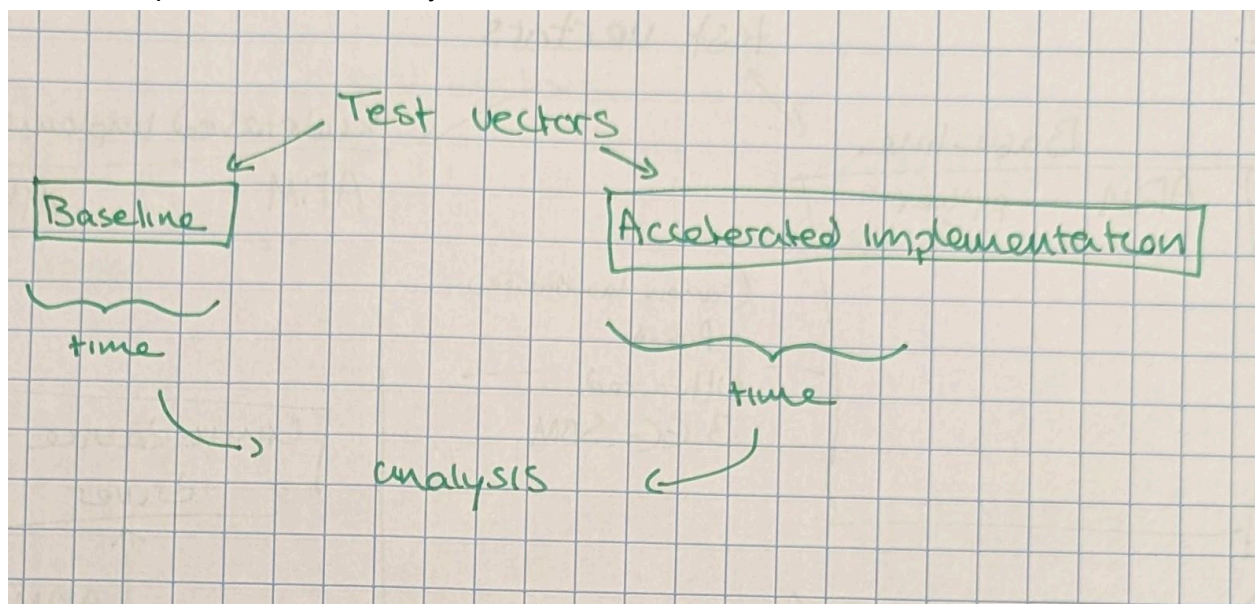 Test vectors
Baseline
Accelerated implementation
time
time
analysis